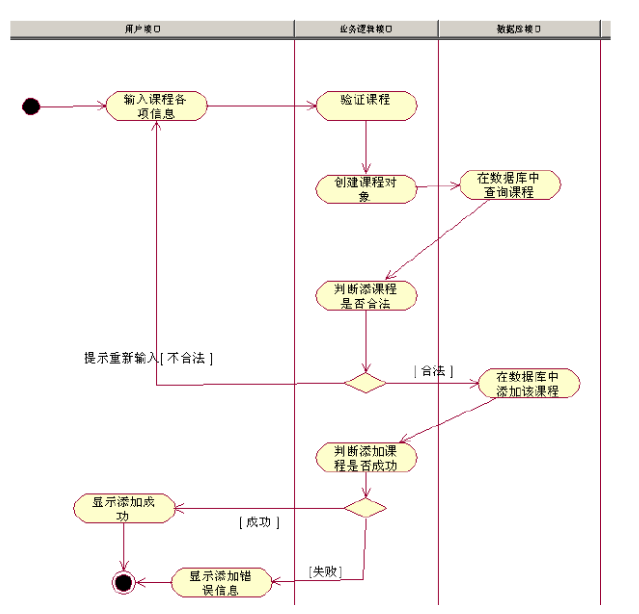 用户接口
业务逻辑接口
数据库接口
输入课程各
项信息
验证课程
创建课程对
象
在数据库中
查询课程
判断添课程
是否合法
提示重新输入[ 不合法 ]
[ 合法 ]
在数据库中
添加该课程
判断添加课
程是否成功
显示添加成
功
[ 成功 ]
[失败]
显示添加错
误信息